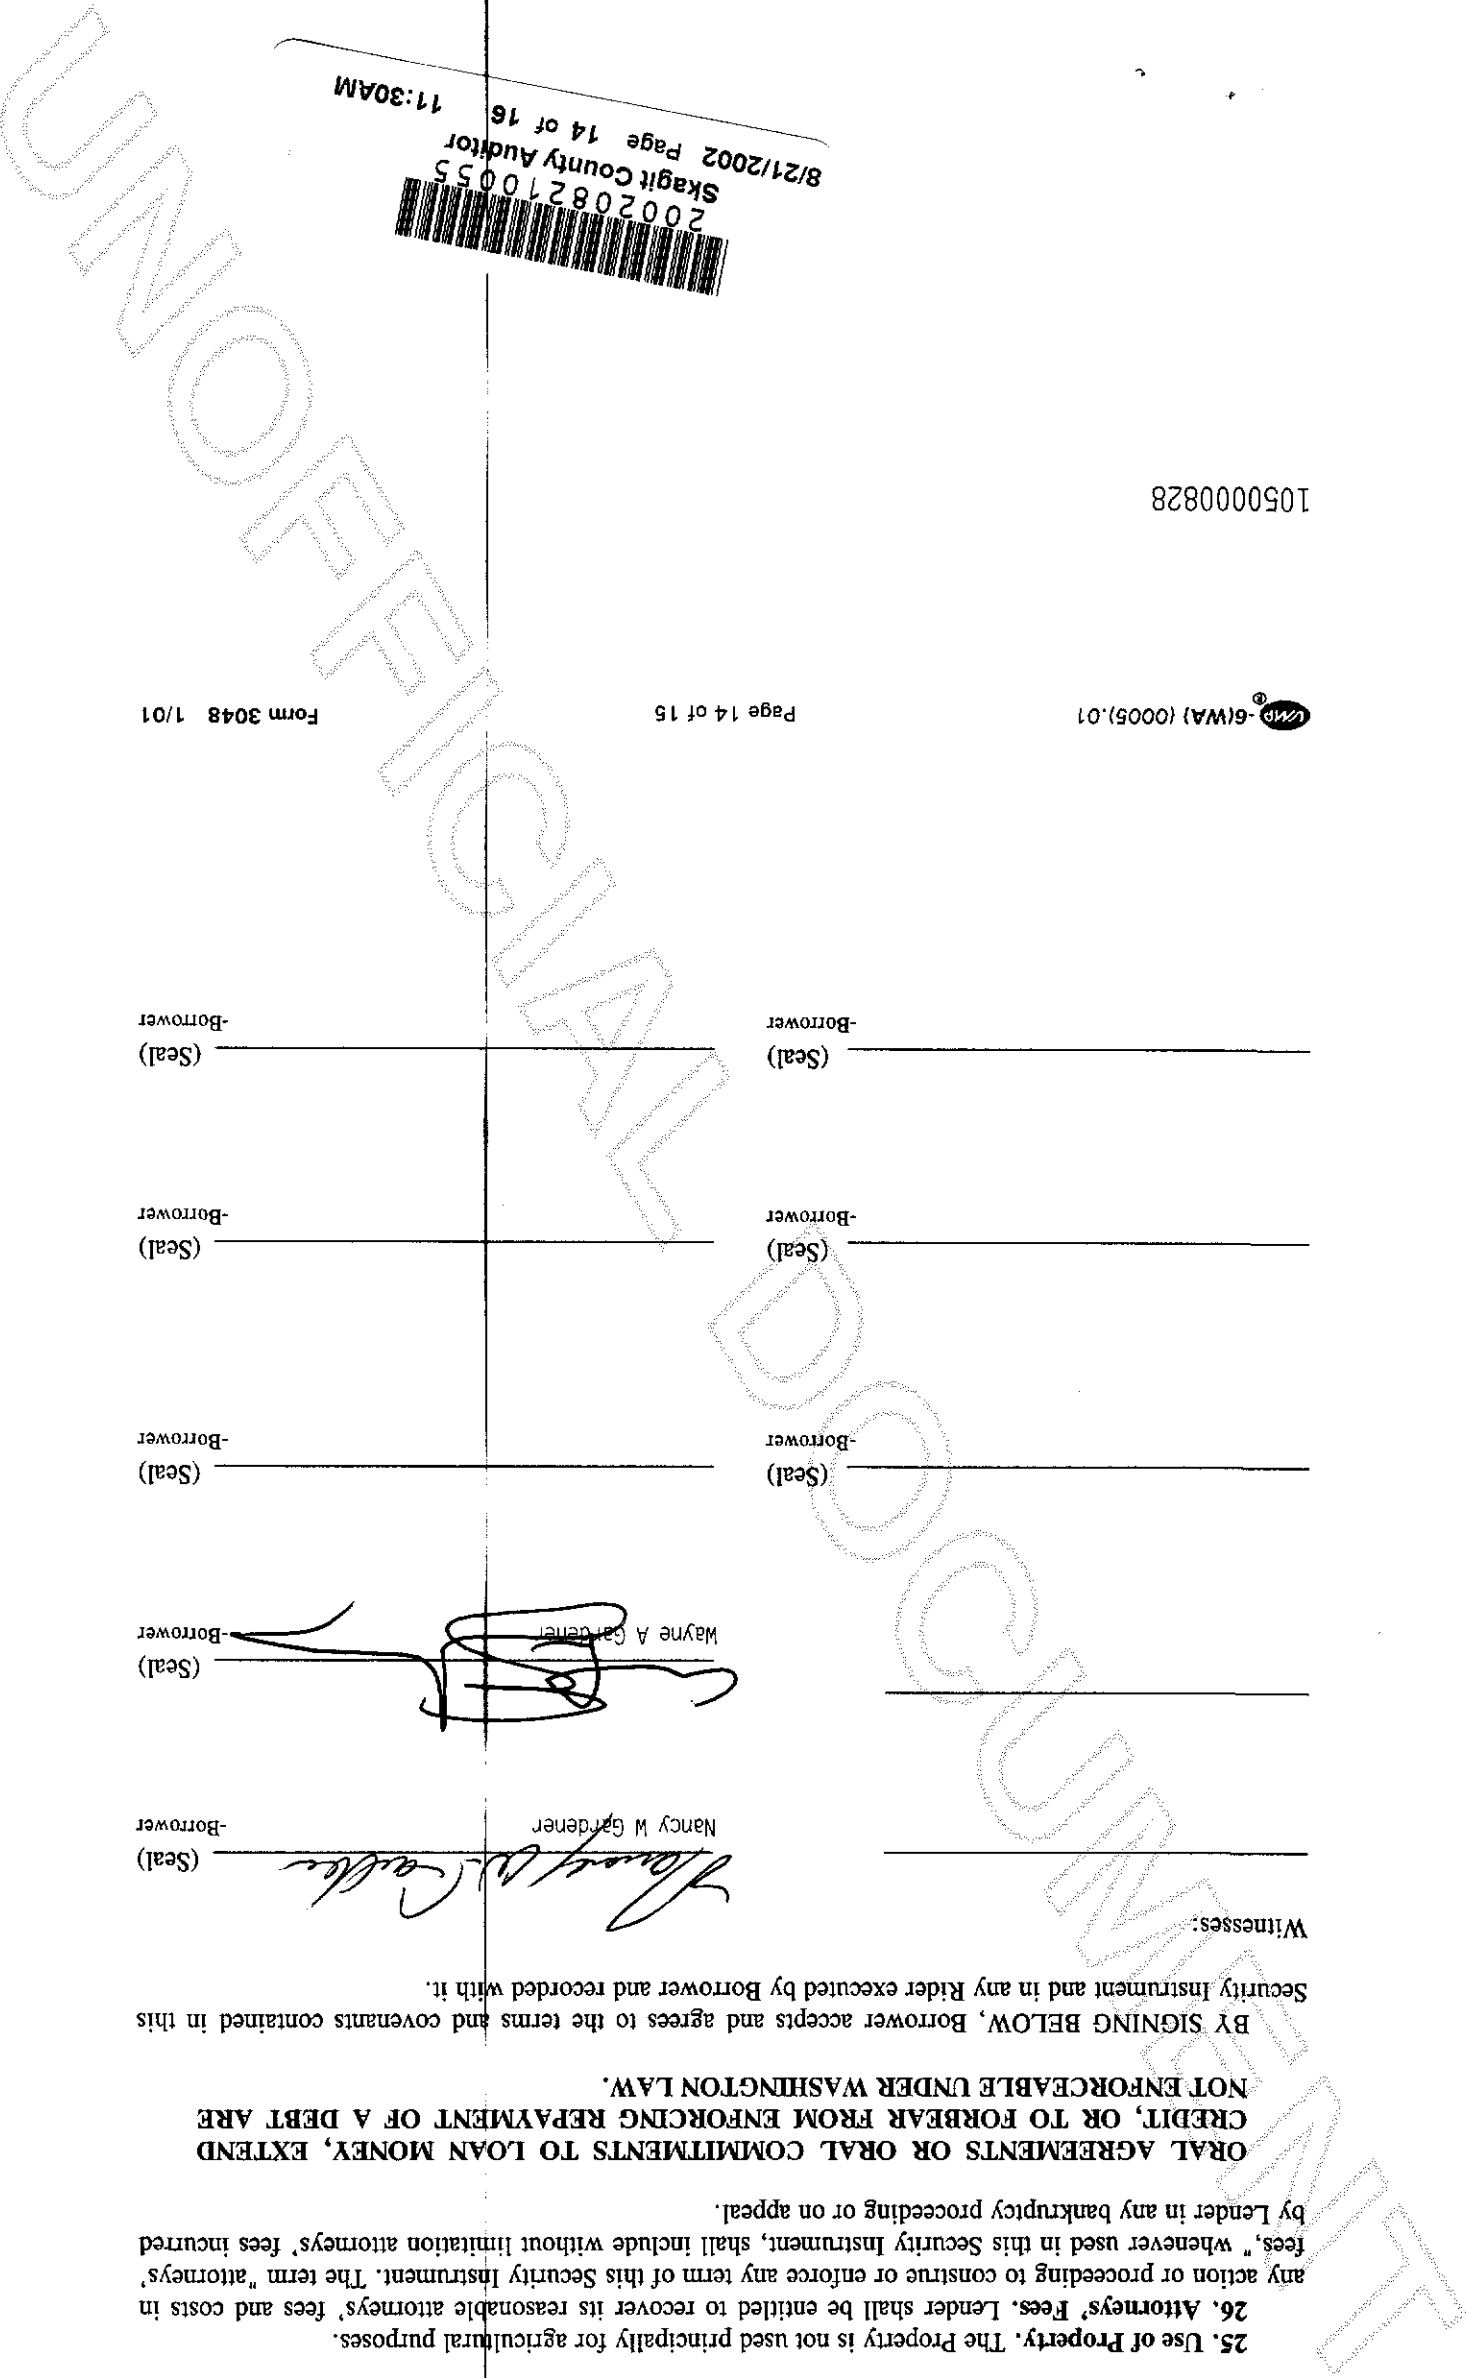 25. Use of Property. The Property is not used principally for agricultural purposes.
26. Attorneys' Fees. Lender shall be entitled to recover its reasonable attorneys' fees and costs in
any action or proceeding to construe or enforce any term of this Security Instrument. The term "attorneys'
fees," whenever used in this Security Instrument, shall include without limitation attorneys' fees incurred
by Lender in any bankruptcy proceeding or on appeal.
ORAL AGREEMENTS OR ORAL COMMITMENTS TO LOAN MONEY, EXTEND
CREDIT, OR TO FORBEAR FROM ENFORCING REPAYMENT OF A DEBT ARE
NOT ENFORCEABLE UNDER WASHINGTON LAW.
BY SIGNING BELOW, Borrower accepts and agrees to the terms and covenants contained in this
Security Instrument and in any Rider executed by Borrower and recorded with it.
Witnesses:
(Seal)
Nancy W Gardener
-Borrower
(Seal)
Wayne A Gardener
-Borrower
(Seal) (Seal)
-Borrower -Borrower
(Seal) (Seal)
-Borrower -Borrower
(Seal) (Seal)
-Borrower -Borrower
VMP®-6(WA) (0005).01 Page 14 of 15 Form 3048 1/01
1050000828
200208210055
Skagit County Auditor
8/21/2002 Page 14 of 16 11:30AM
UNOFFICIAL DOCUMENT